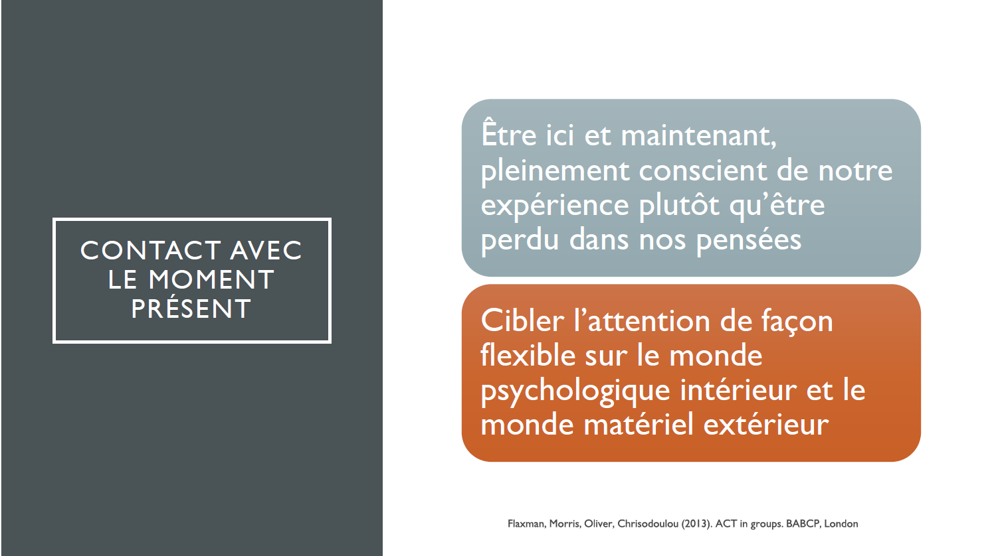 CONTACT AVEC
LE MOMENT
PRÉSENT
Être ici et maintenant,
pleinement conscient de notre
expérience plutôt qu’être
perdu dans nos pensées
Cibler l’attention de façon
flexible sur le monde
psychologique intérieur et le
monde matériel extérieur
Flaxman, Morris, Oliver, Chrisodoulou (2013). ACT in groups. BABCP, London